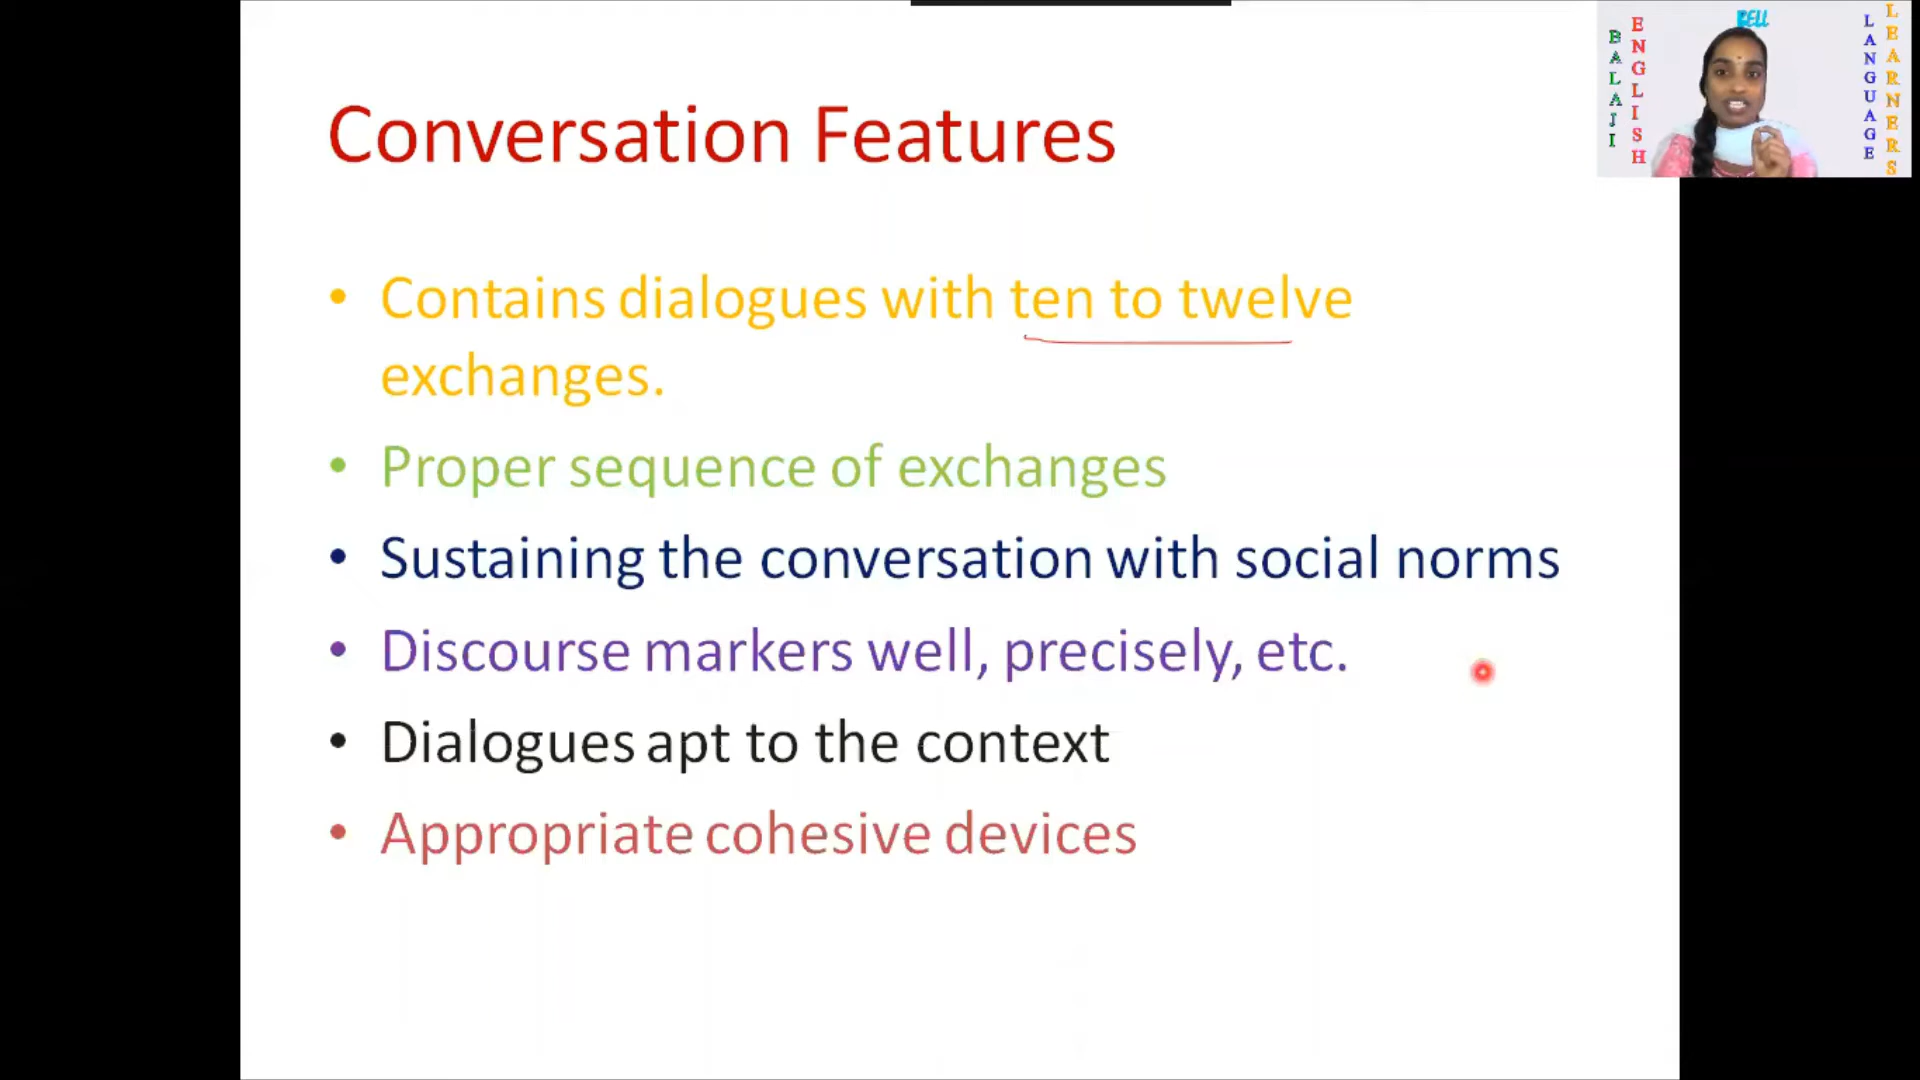 Conversation Features
• Contains dialogues with ten to twelve
exchanges.
• Proper sequence of exchanges
• Sustaining the conversation with social norms
• Discourse markers well, precisely, etc.
• Dialogues apt to the context
• Appropriate cohesive devices
BALAJI
ENGLISH
BELL
LANGUAGE
LEARNERS